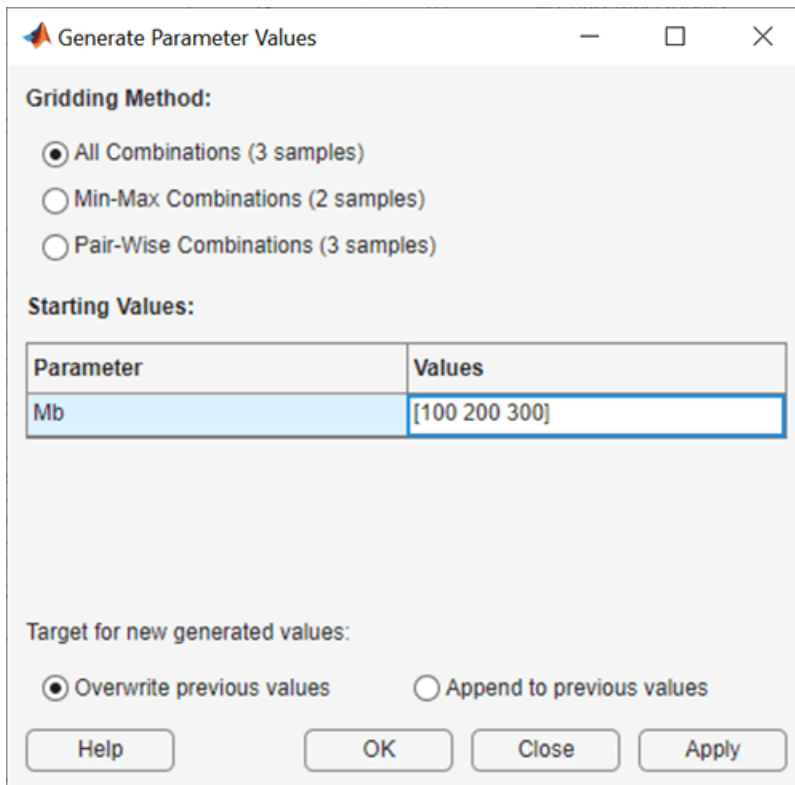 Generate Parameter Values
Gridding Method:
All Combinations (3 samples)
Min-Max Combinations (2 samples)
Pair-Wise Combinations (3 samples)
Starting Values:
Parameter Values
Mb [100 200 300]
Target for new generated values:
Overwrite previous values Append to previous values
Help OK Close Apply